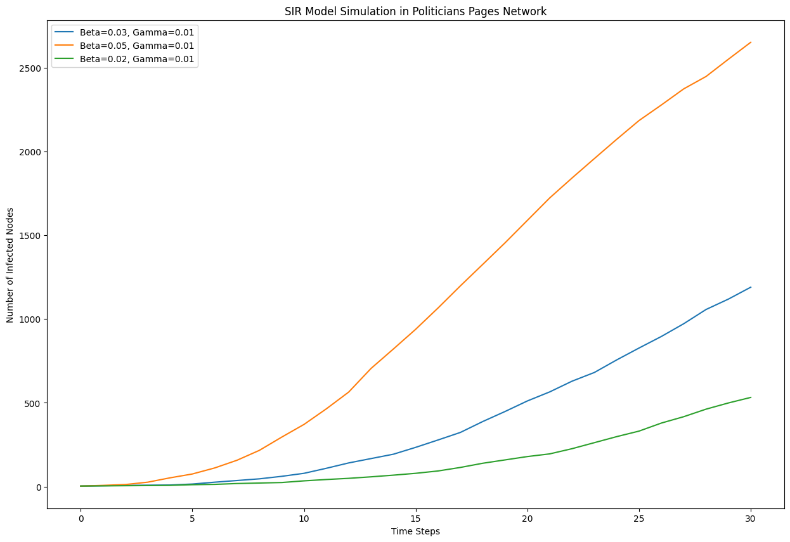 SIR Model Simulation in Politicians Pages Network
Beta=0.03, Gamma=0.01
Beta=0.05, Gamma=0.01
Beta=0.02, Gamma=0.01
Number of Infected Nodes
2500
2000
1500
1000
500
0
0 5 10 15 20 25 30
Time Steps